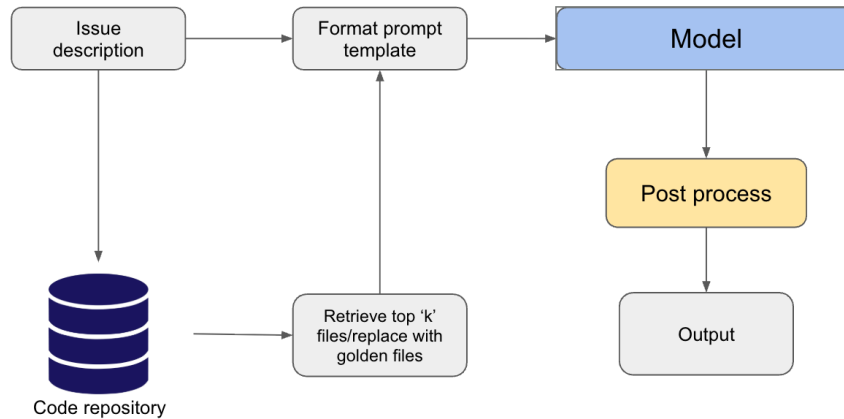 Issue
description
Format prompt
template
Model
Post process
Retrieve top ‘k’
files/replace with
golden files
Output
Code repository